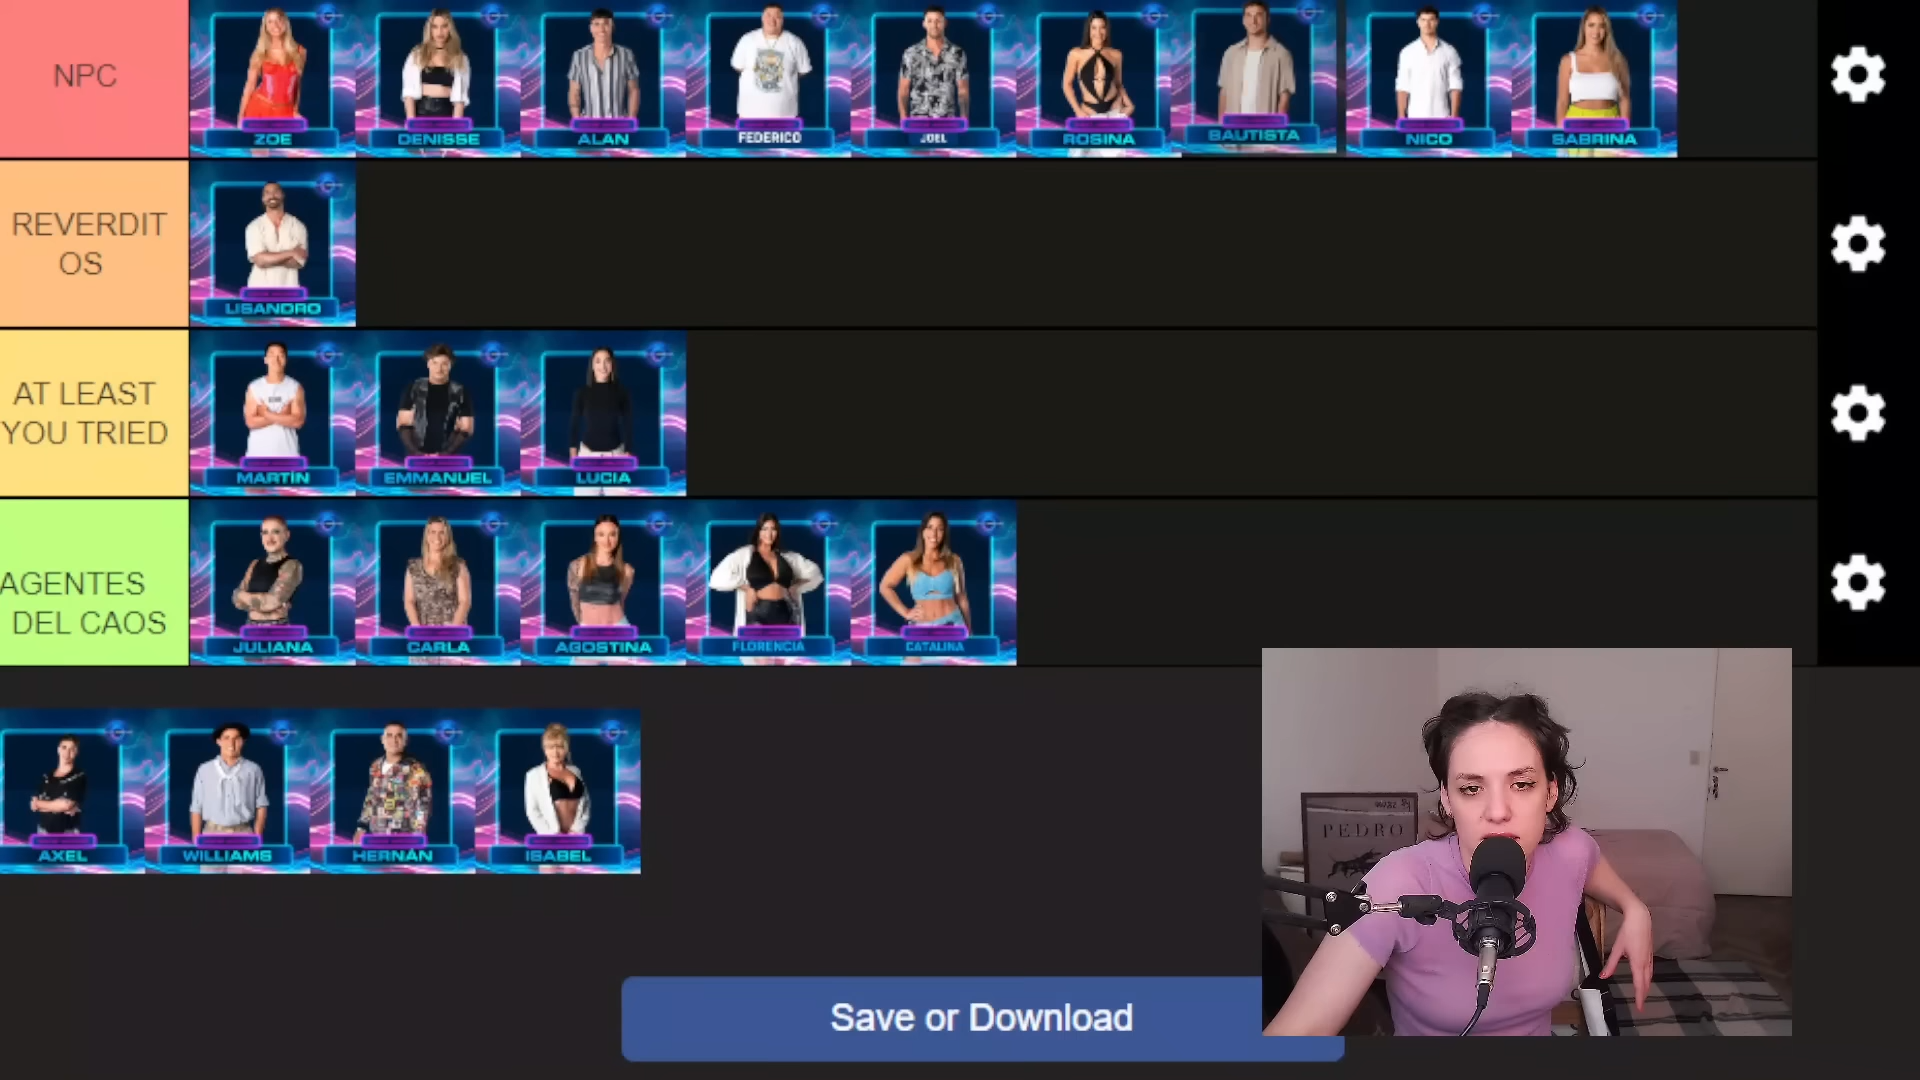 NPC
ZOE
DENISSE
ALAN
FEDERICO
JOEL
ROSINA
BAUTISTA
NICO
SABRINA
REVERDIT
OS
LISANDRO
AT LEAST
YOU TRIED
MARTÍN
EMMANUEL
LUCIA
AGENTES
DEL CAOS
JULIANA
CARLA
AGOSTINA
FLORENCIA
CATALINA
AXEL
WILLIAMS
HERNÁN
ISABEL
PEDRO
Save or Download